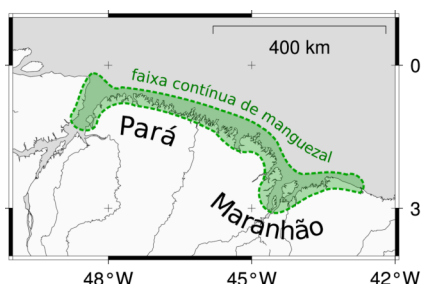 400 km
0
faixa contínua de manguezal
Pará
Maranhão
3
48°W
45°W
42°W